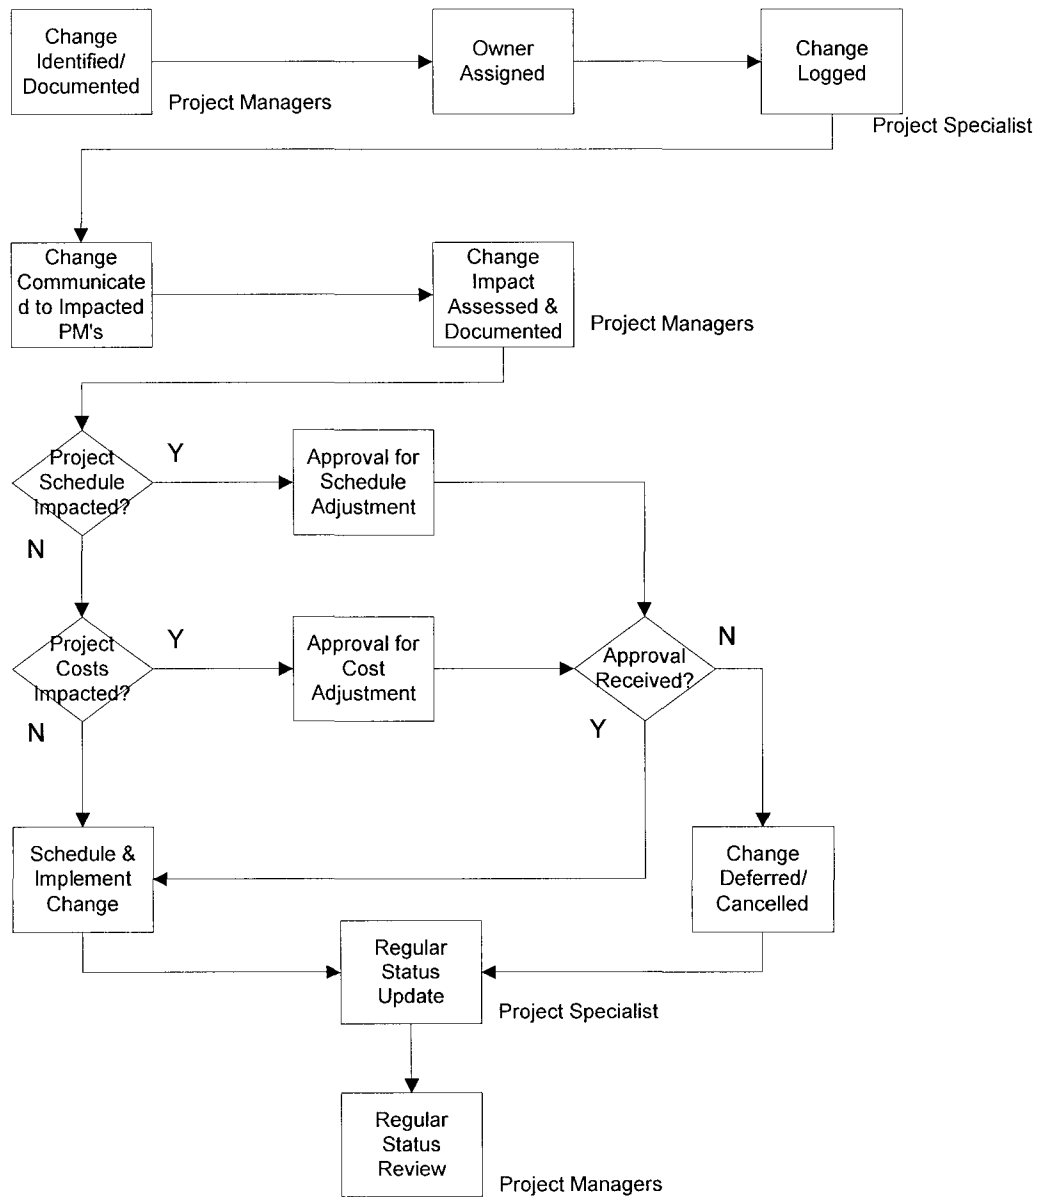 Change
Identified/
Documented
Project Managers
Owner
Assigned
Change
Logged
Project Specialist
Change
Communicate
d to Impacted
PM's
Change
Impact
Assessed &
Documented
Project Managers
Project
Schedule
Impacted?
Y
N
Approval for
Schedule
Adjustment
Project
Costs
Impacted?
Y
N
Approval for
Cost
Adjustment
Approval
Received?
N
Y
Schedule &
Implement
Change
Change
Deferred/
Cancelled
Regular
Status
Update
Project Specialist
Regular
Status
Review
Project Managers